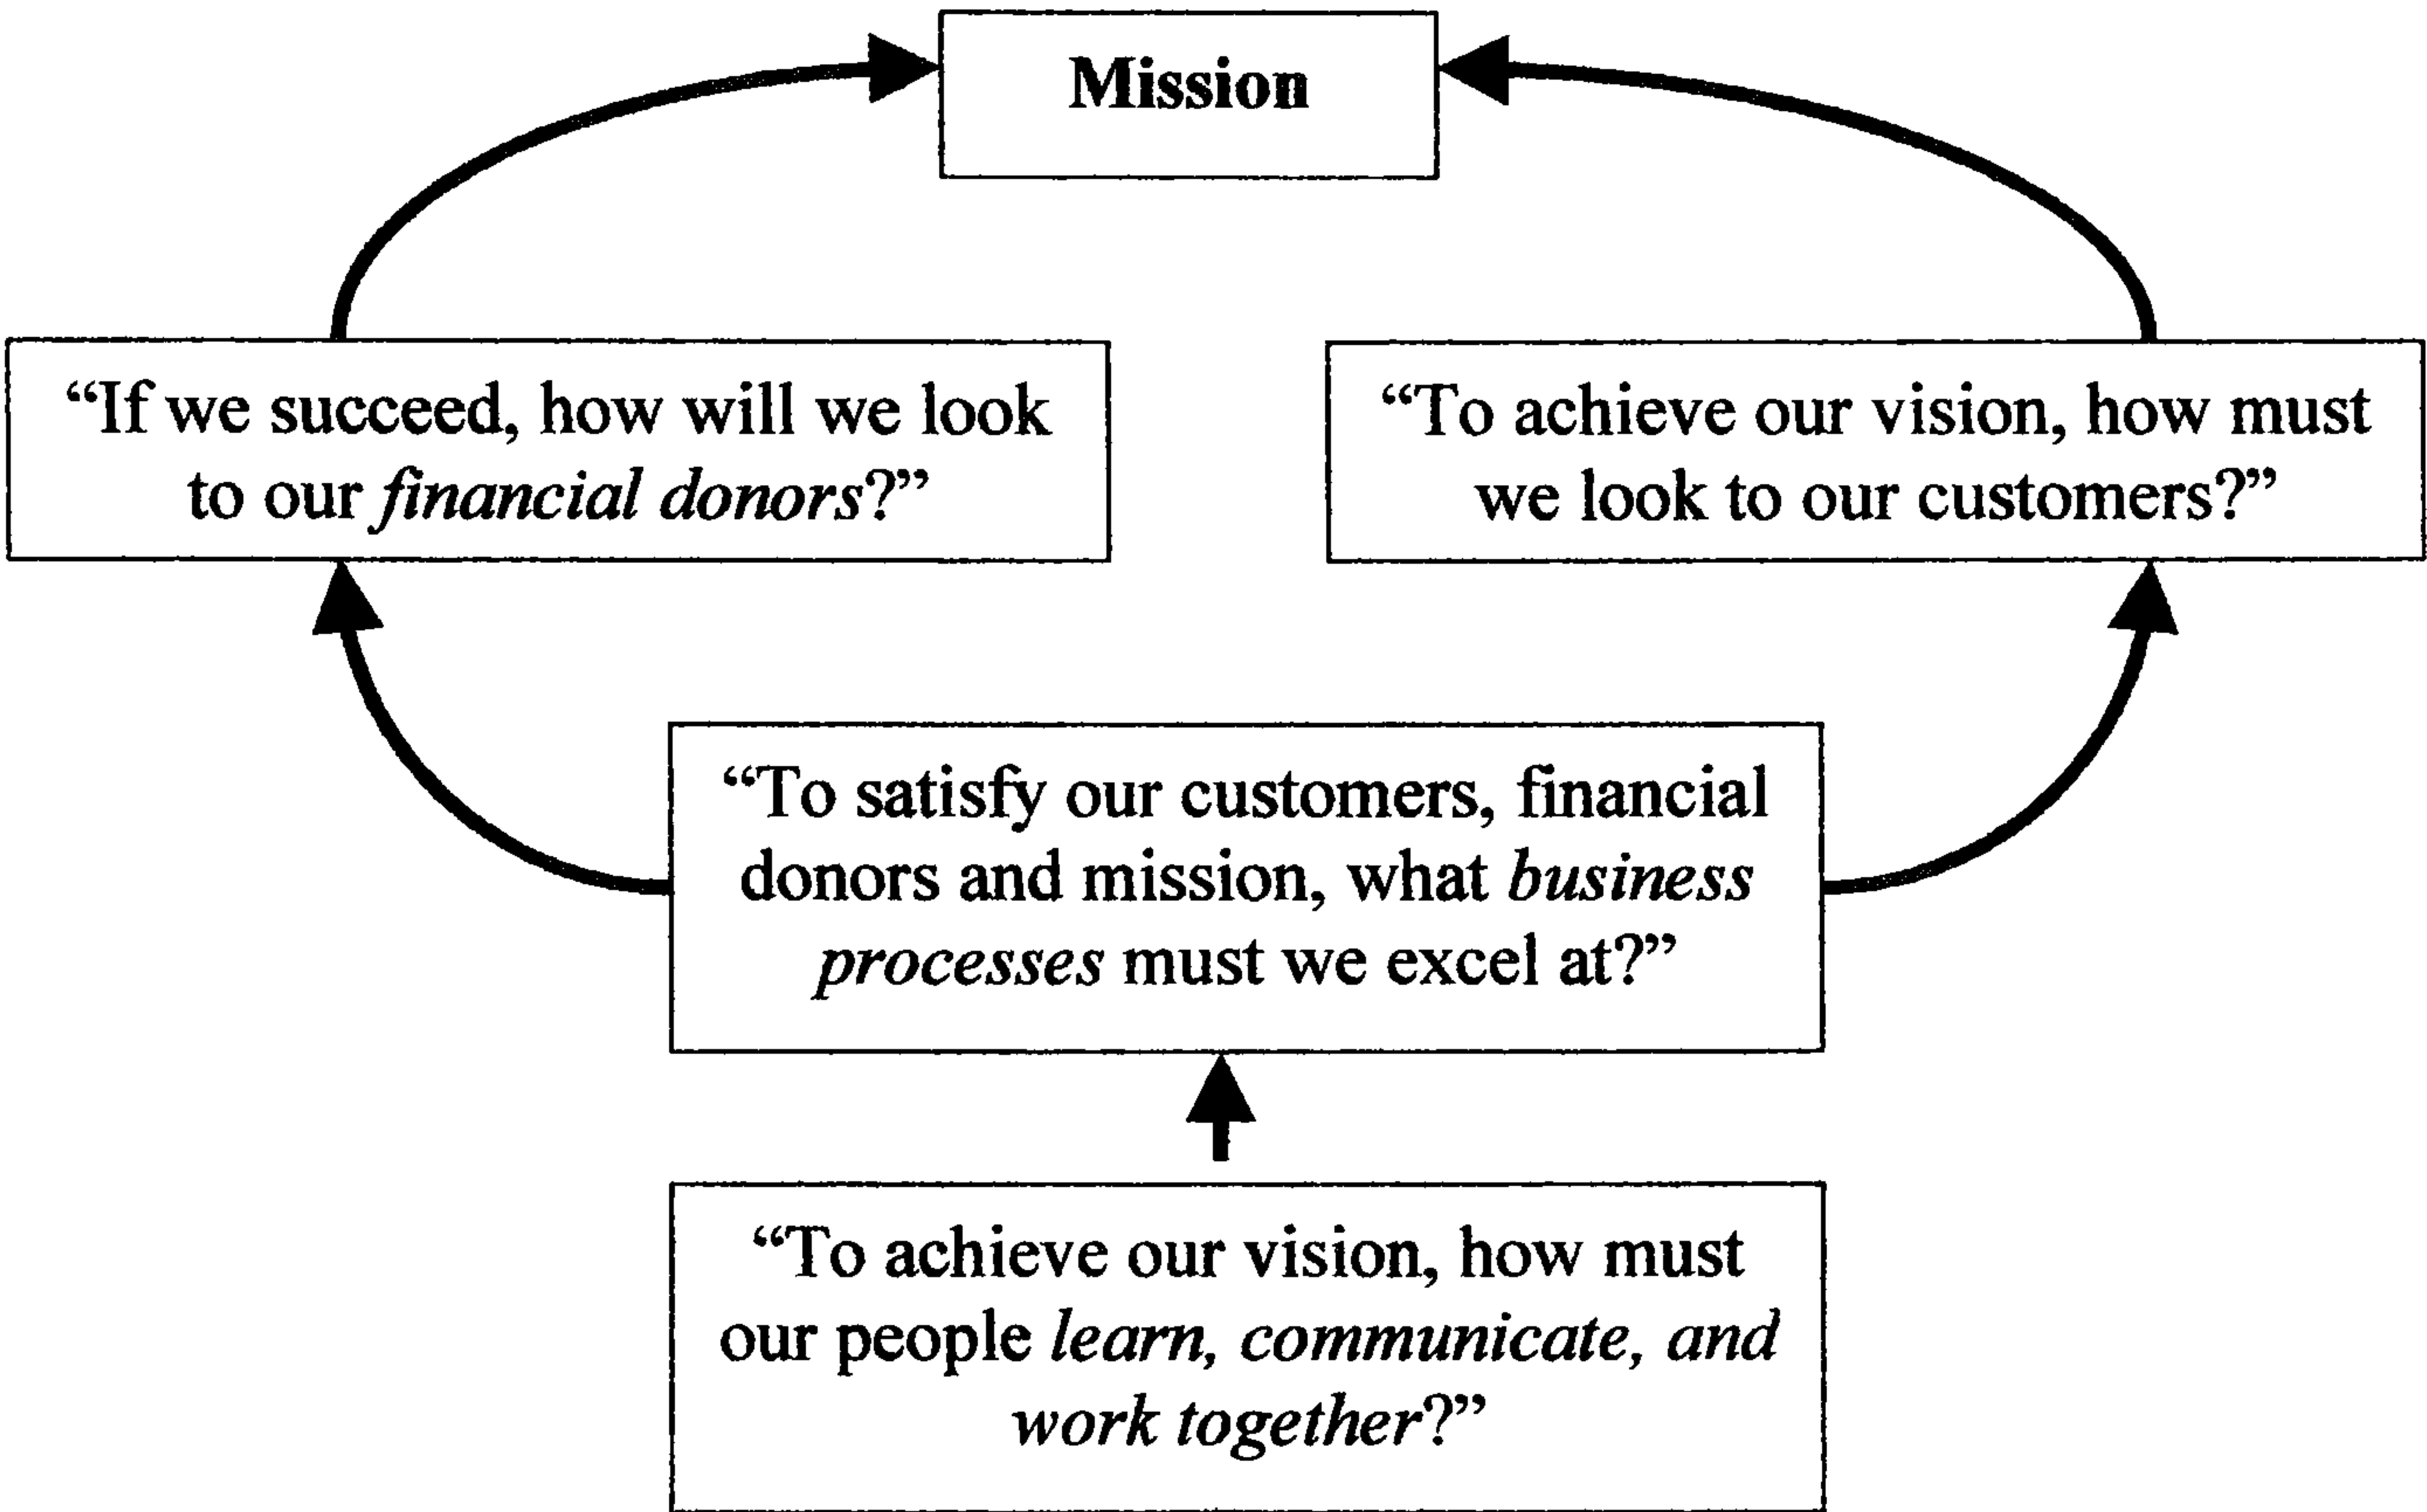 Mission
“If we succeed, how will we look
to our financial donors?”
“To achieve our vision, how must
we look to our customers?”
“To satisfy our customers, financial
donors and mission, what business
processes must we excel at?”
“To achieve our vision, how must
our people learn, communicate, and
work together?”